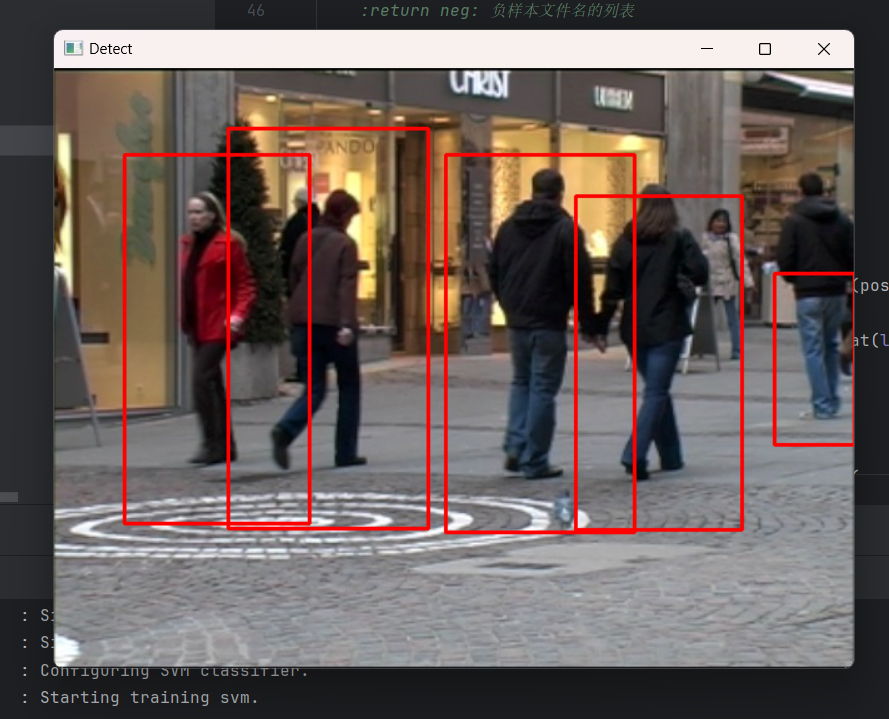 46
:return neg: 负样本文件名的列表
Detect
CHRIST
PANDO
(pos
at(l
(
: S
: S
: Configuring SVM classifier.
: Starting training svm.